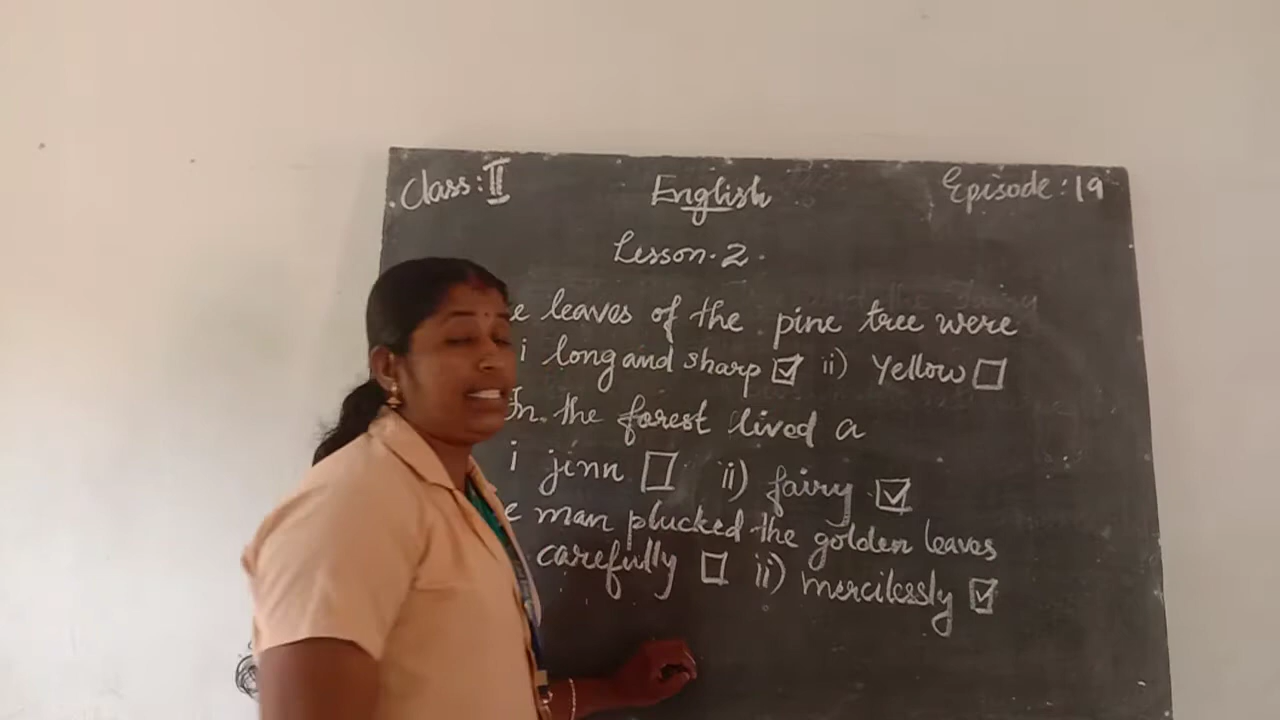 Class: II English Episode: 19
Lesson. 2.
e leaves of the pine tree were
i long and sharp ☑ ii) Yellow ☐
In the forest lived a
i jinn ☐ ii) fairy ☑
e man plucked the golden leaves
carefully ☐ ii) mercilessly ☑